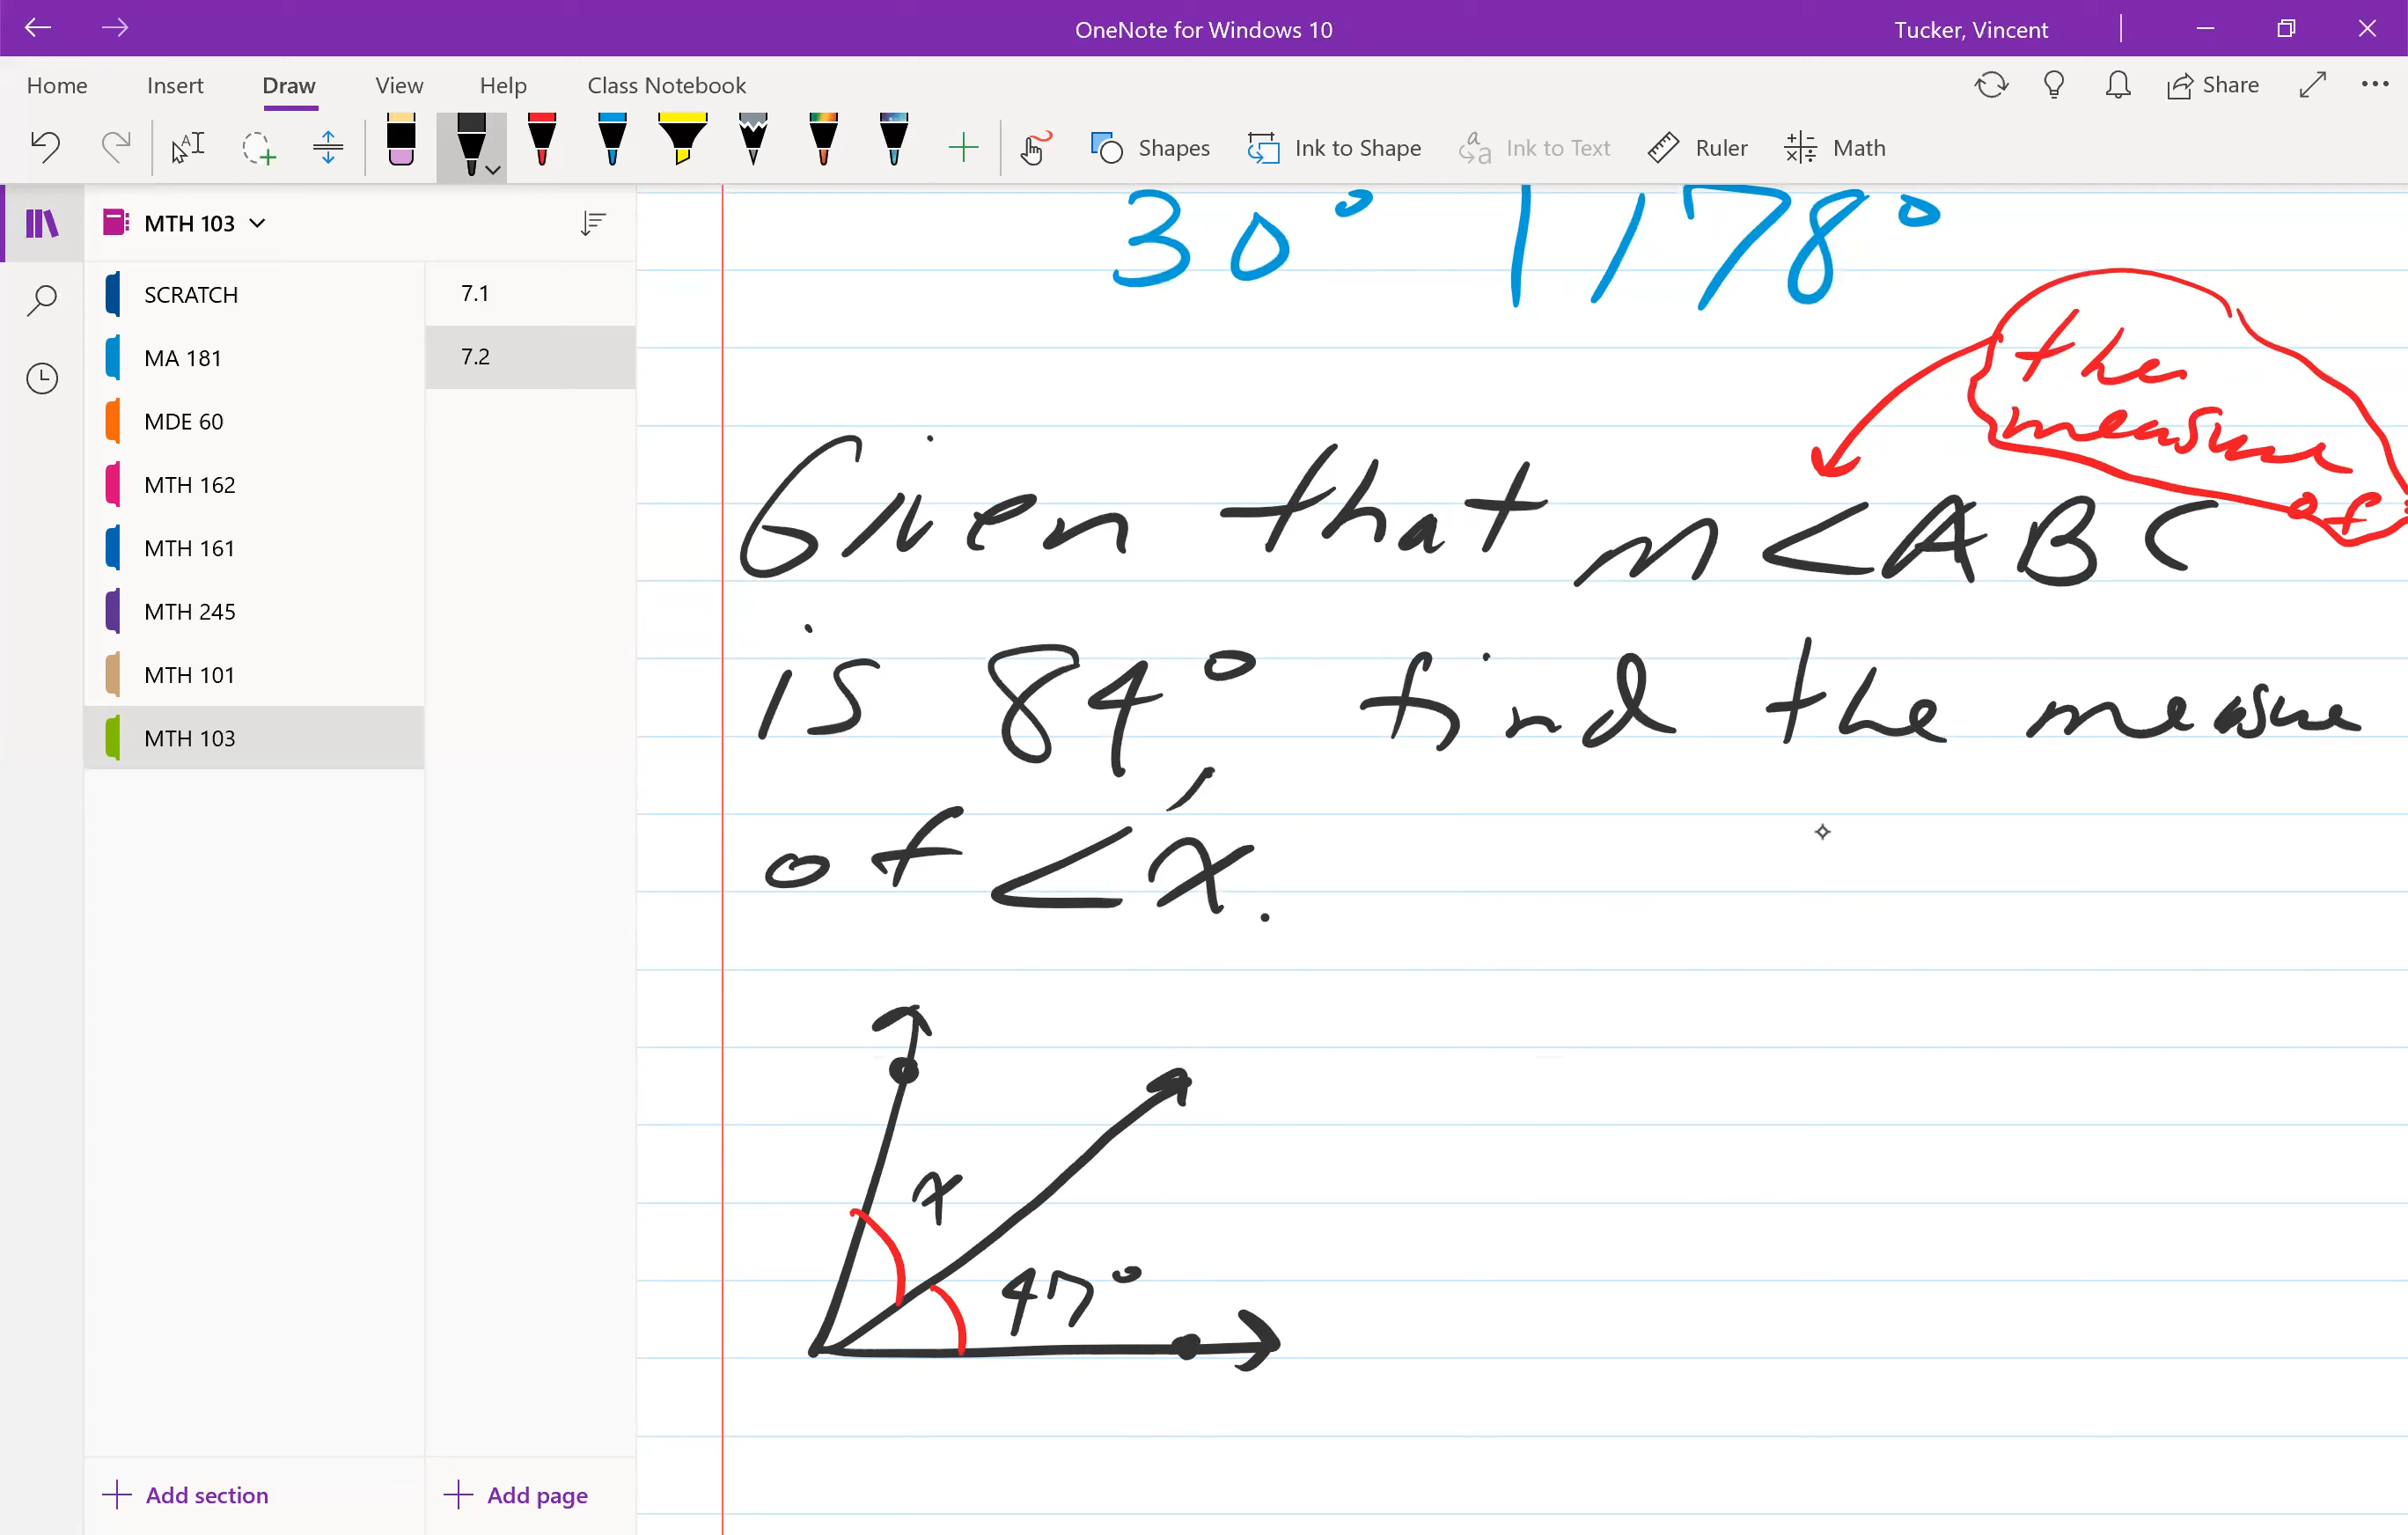 OneNote for Windows 10
Tucker, Vincent
Home Insert Draw View Help Class Notebook
Share
Shapes Ink to Shape Ink to Text Ruler Math
MTH 103
SCRATCH
MA 181
MDE 60
MTH 162
MTH 161
MTH 245
MTH 101
MTH 103
7.1
7.2
Add section
Add page
30° | 178°
the
measure
of
Given that m<ABC
is 84°, find the measure
of <x.
x
47°